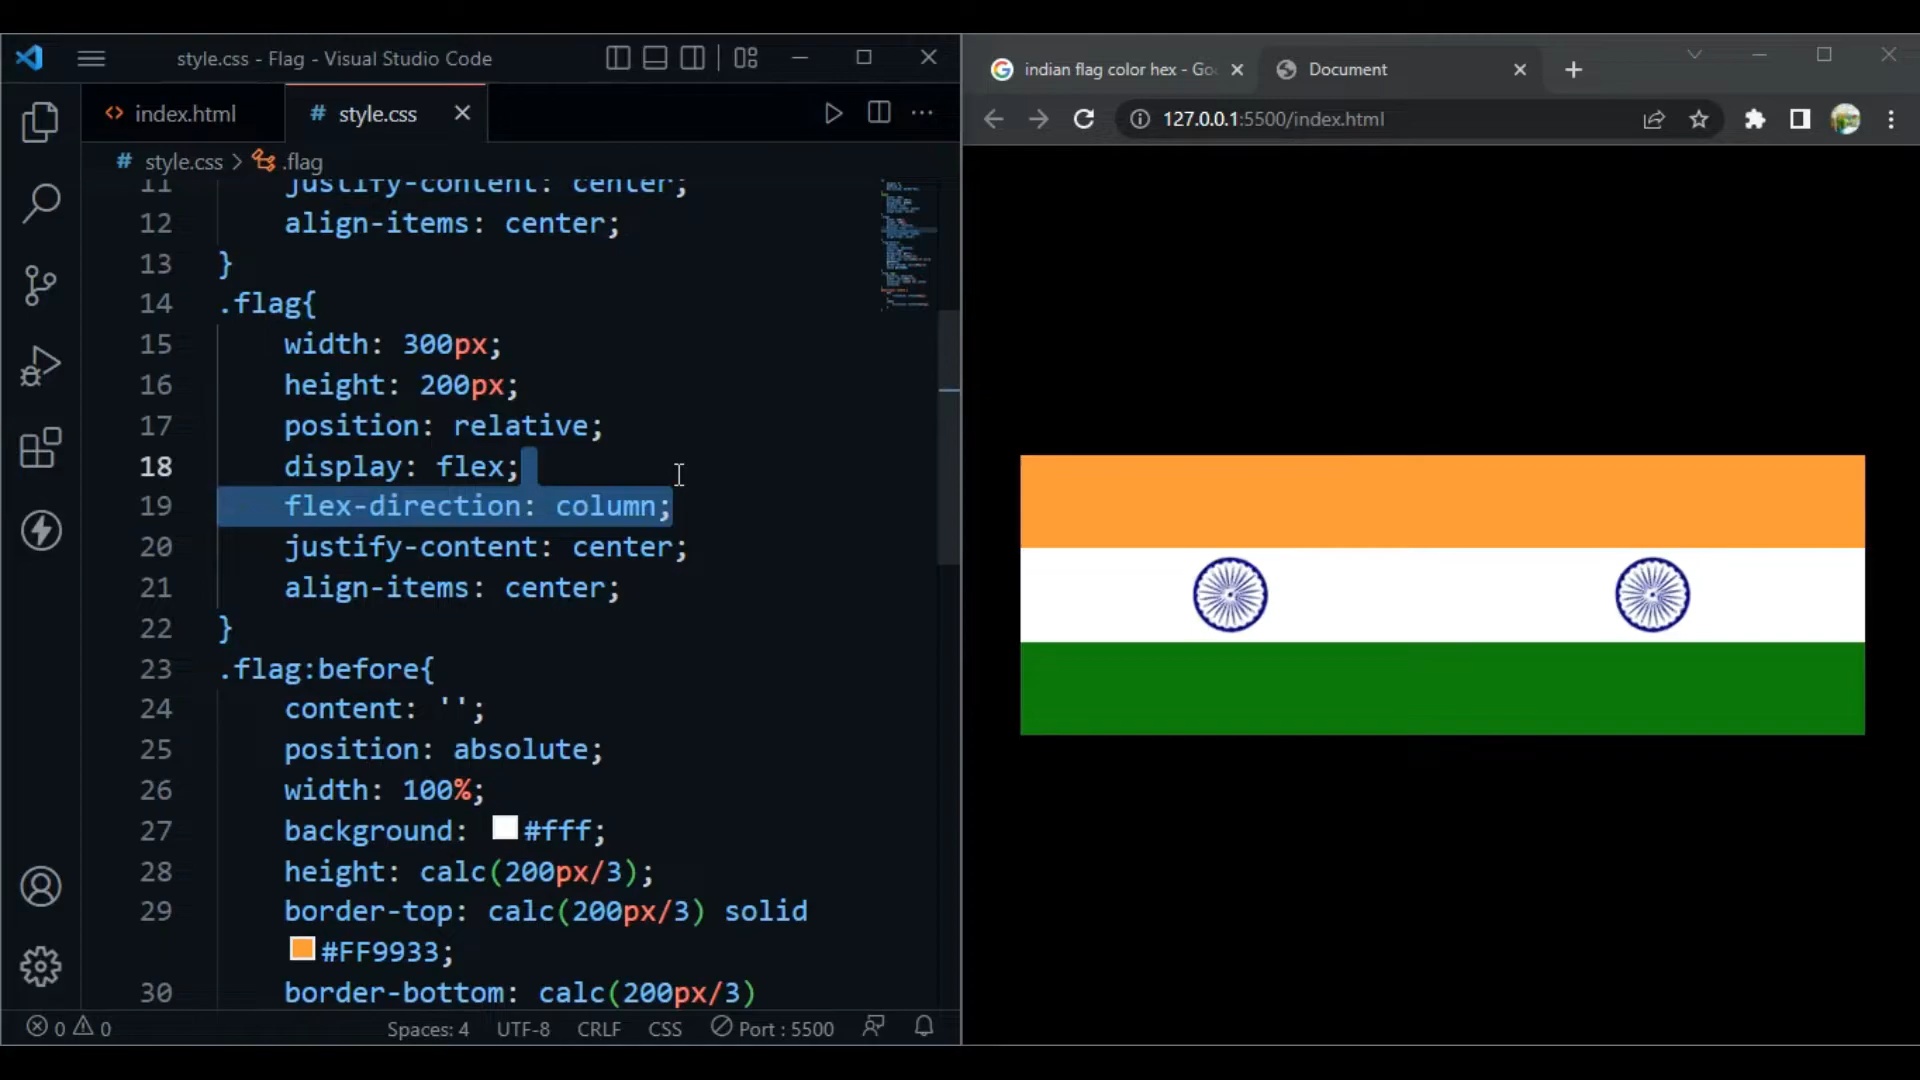 style.css - Flag - Visual Studio Code
index.html
# style.css
# style.css > .flag
11 justify-content: center;
12 align-items: center;
13 }
14 .flag{
15 width: 300px;
16 height: 200px;
17 position: relative;
18 display: flex;
19 flex-direction: column;
20 justify-content: center;
21 align-items: center;
22 }
23 .flag:before{
24 content: '';
25 position: absolute;
26 width: 100%;
27 background: #fff;
28 height: calc(200px/3);
29 border-top: calc(200px/3) solid
#FF9933;
30 border-bottom: calc(200px/3)
0 0 Spaces: 4 UTF-8 CRLF CSS Port : 5500
indian flag color hex - Go
Document
127.0.0.1:5500/index.html